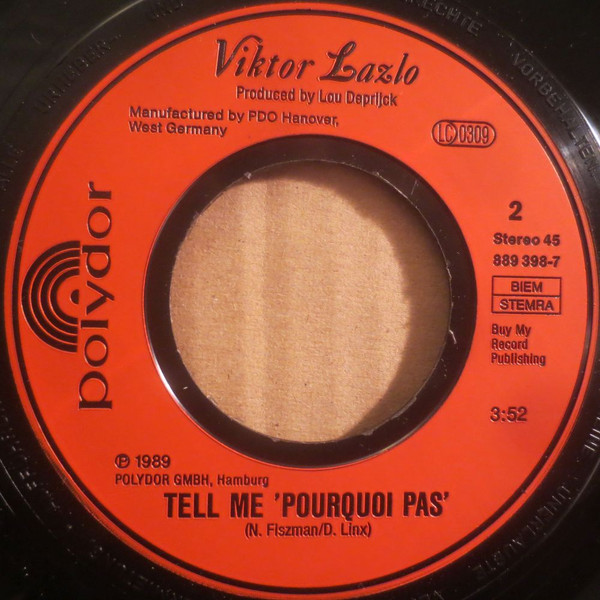 Viktor Lazlo
Produced by Lou Deprijck
Manufactured by PDO Hanover,
West Germany
LC 0309
polydor
2
Stereo 45
889 398-7
BIEM
STEMRA
Buy My
Record
Publishing
3:52
℗ 1989
POLYDOR GMBH, Hamburg
TELL ME 'POURQUOI PAS'
(N. Fiszman/D. Linx)